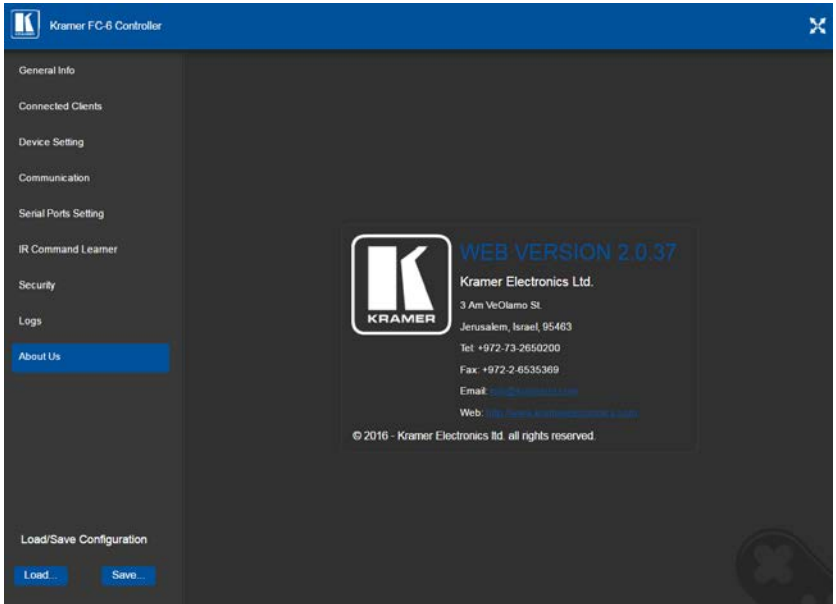 Kramer FC-6 Controller
General Info
Connected Clients
Device Setting
Communication
Serial Ports Setting
IR Command Learner
Security
Logs
About Us
Load/Save Configuration
Load...
Save...
KRAMER
WEB VERSION 2.0.37
Kramer Electronics Ltd.
3 Am VeOlamo St.
Jerusalem, Israel, 95463
Tel: +972-73-2650200
Fax: +972-2-6535369
Email:
Web:
© 2016 - Kramer Electronics ltd. all rights reserved.